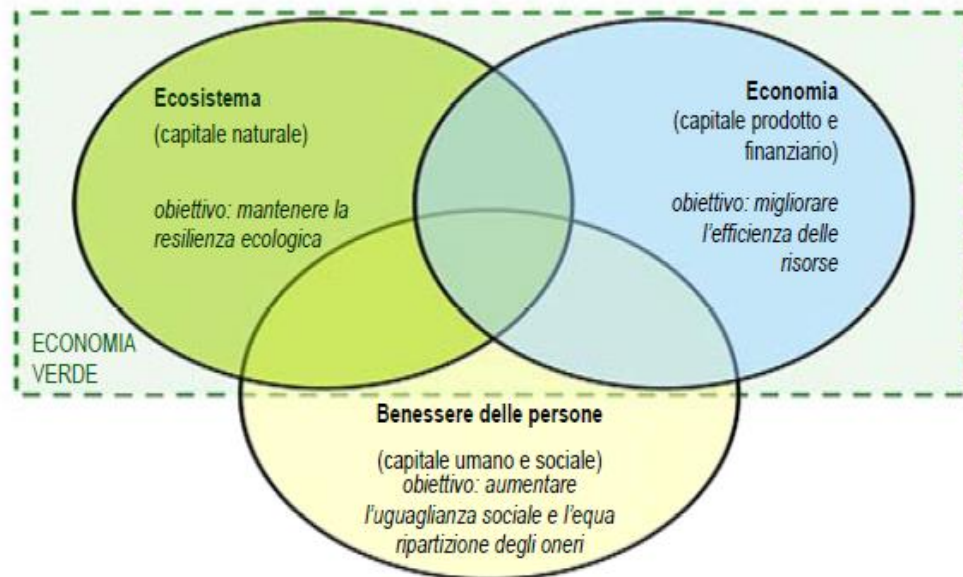 Ecosistema
(capitale naturale)
obiettivo: mantenere la
resilienza ecologica
Economia
(capitale prodotto e
finanziario)
obiettivo: migliorare
l'efficienza delle
risorse
ECONOMIA
VERDE
Benessere delle persone
(capitale umano e sociale)
obiettivo: aumentare
l'uguaglianza sociale e l'equa
ripartizione degli oneri